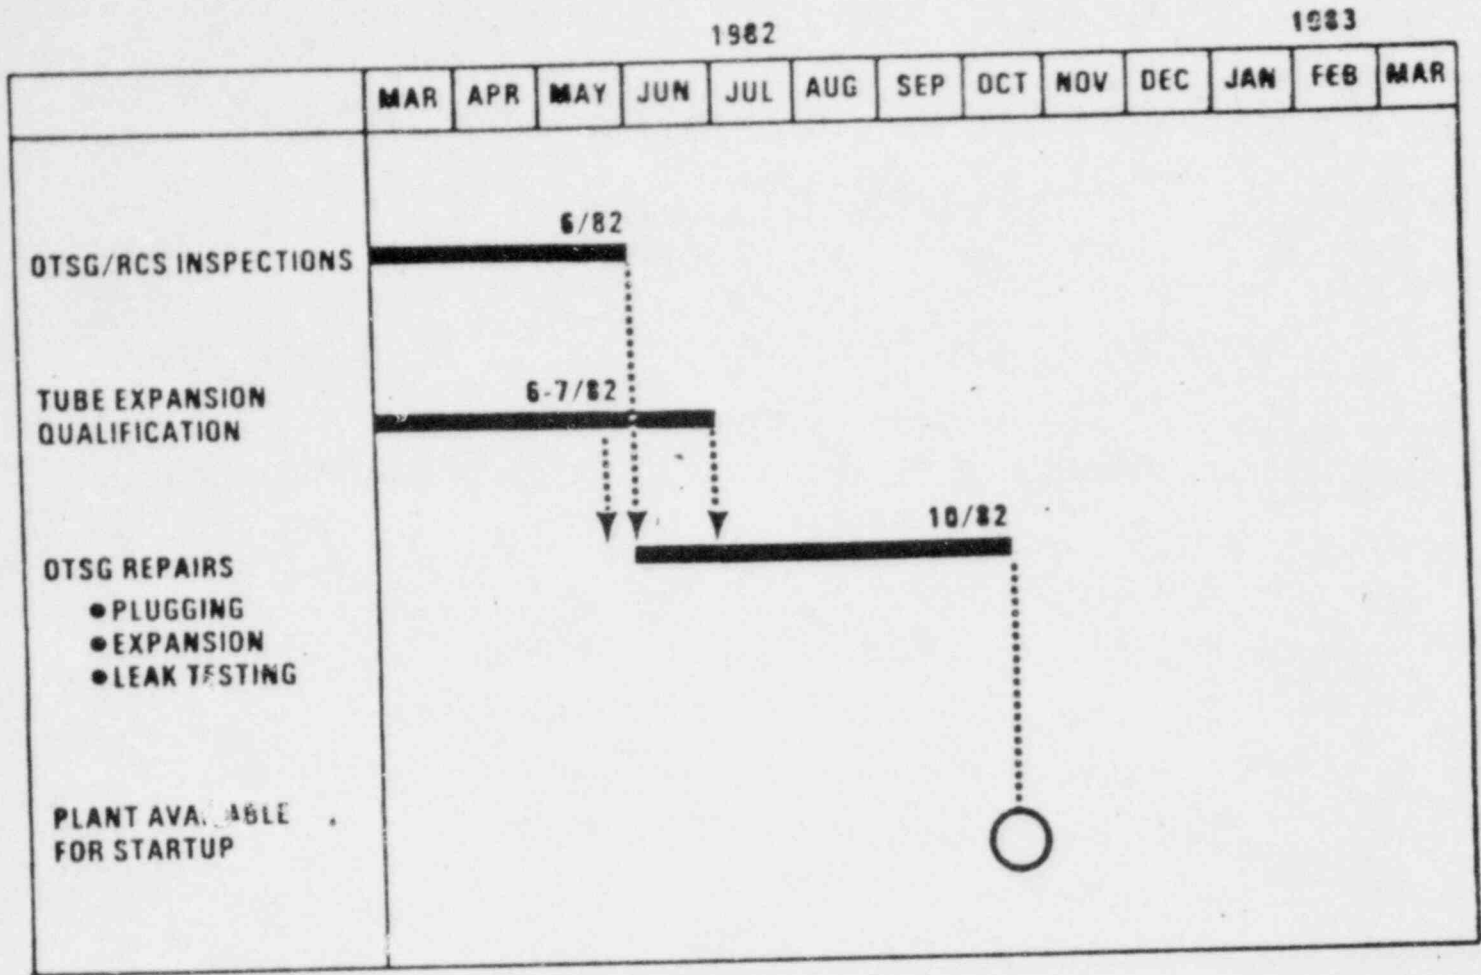 1982
1983
MAR APR MAY JUN JUL AUG SEP OCT NOV DEC JAN FEB MAR
6/82
OTSG/RCS INSPECTIONS
6-7/82
TUBE EXPANSION
QUALIFICATION
10/82
OTSG REPAIRS
● PLUGGING
● EXPANSION
● LEAK TESTING
PLANT AVAILABLE
FOR STARTUP